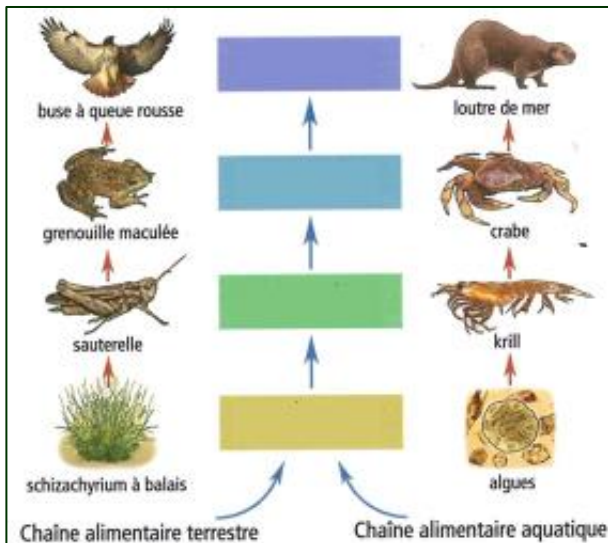 buse à queue rousse
loutre de mer
grenouille maculée
crabe
sauterelle
krill
schizachyrium à balais
algues
Chaîne alimentaire terrestre
Chaîne alimentaire aquatique